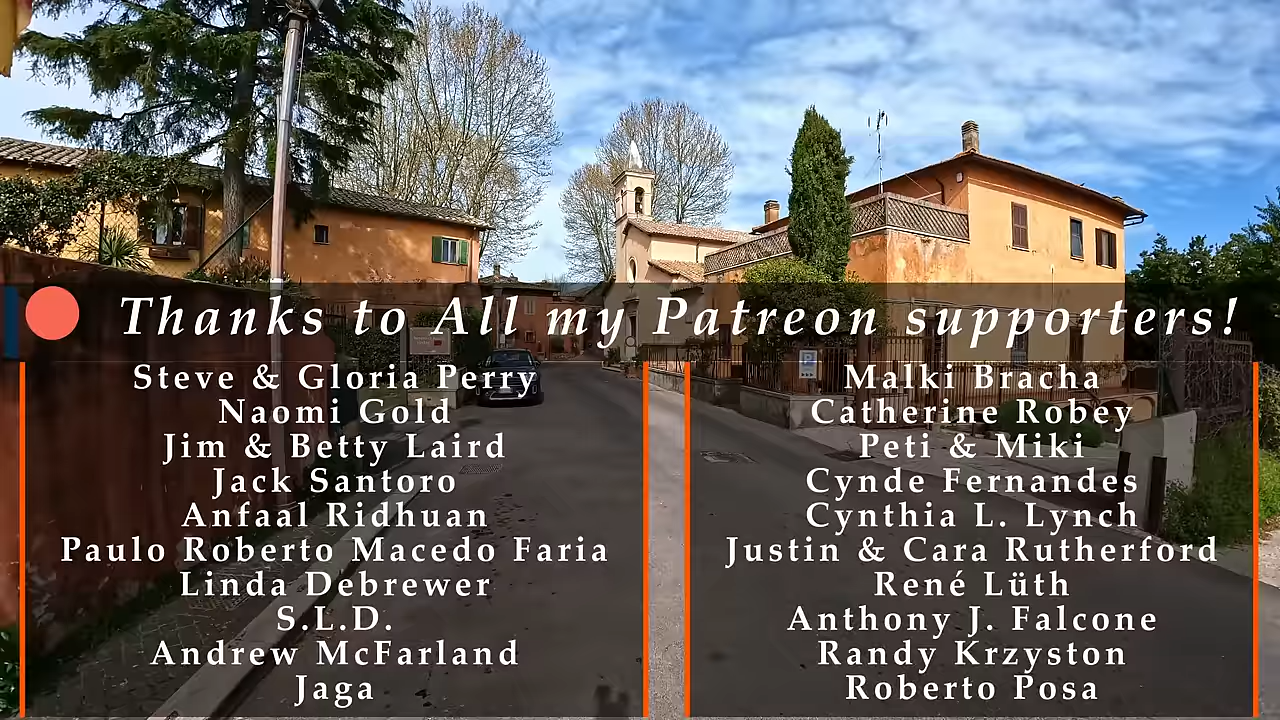 Thanks to All my Patreon supporters!
Steve & Gloria Perry
Naomi Gold
Jim & Betty Laird
Jack Santoro
Anfaal Ridhuan
Paulo Roberto Macedo Faria
Linda Debrewer
S.L.D.
Andrew McFarland
Jaga
Malki Bracha
Catherine Robey
Peti & Miki
Cynde Fernandes
Cynthia L. Lynch
Justin & Cara Rutherford
René Lüth
Anthony J. Falcone
Randy Krzyston
Roberto Posa
P